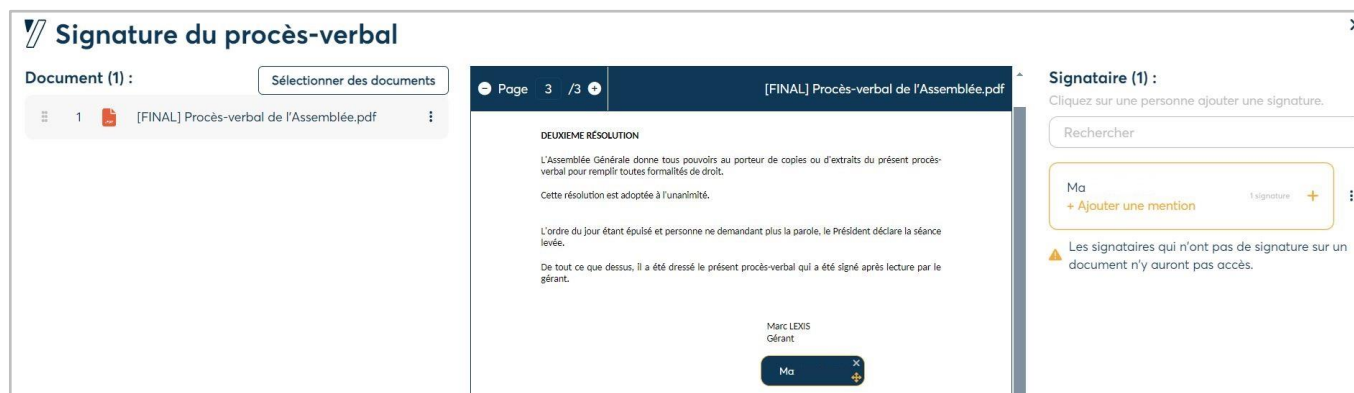 Signature du procès-verbal
Document (1) :
Sélectionner des documents
1 [FINAL] Procès-verbal de l'Assemblée.pdf
Page 3 /3
[FINAL] Procès-verbal de l'Assemblée.pdf
DEUXIEME RÉSOLUTION
L'Assemblée Générale donne tous pouvoirs au porteur de copies ou d'extraits du présent procès-
verbal pour remplir toutes formalités de droit.
Cette résolution est adoptée à l'unanimité.
L'ordre du jour étant épuisé et personne ne demandant plus la parole, le Président déclare la séance
levée.
De tout ce que dessus, il a été dressé le présent procès-verbal qui a été signé après lecture par le
gérant.
Marc LEXIS
Gérant
Ma
Signataire (1) :
Cliquez sur une personne ajouter une signature.
Rechercher
Ma
1 signature
+ Ajouter une mention
Les signataires qui n'ont pas de signature sur un
document n'y auront pas accès.